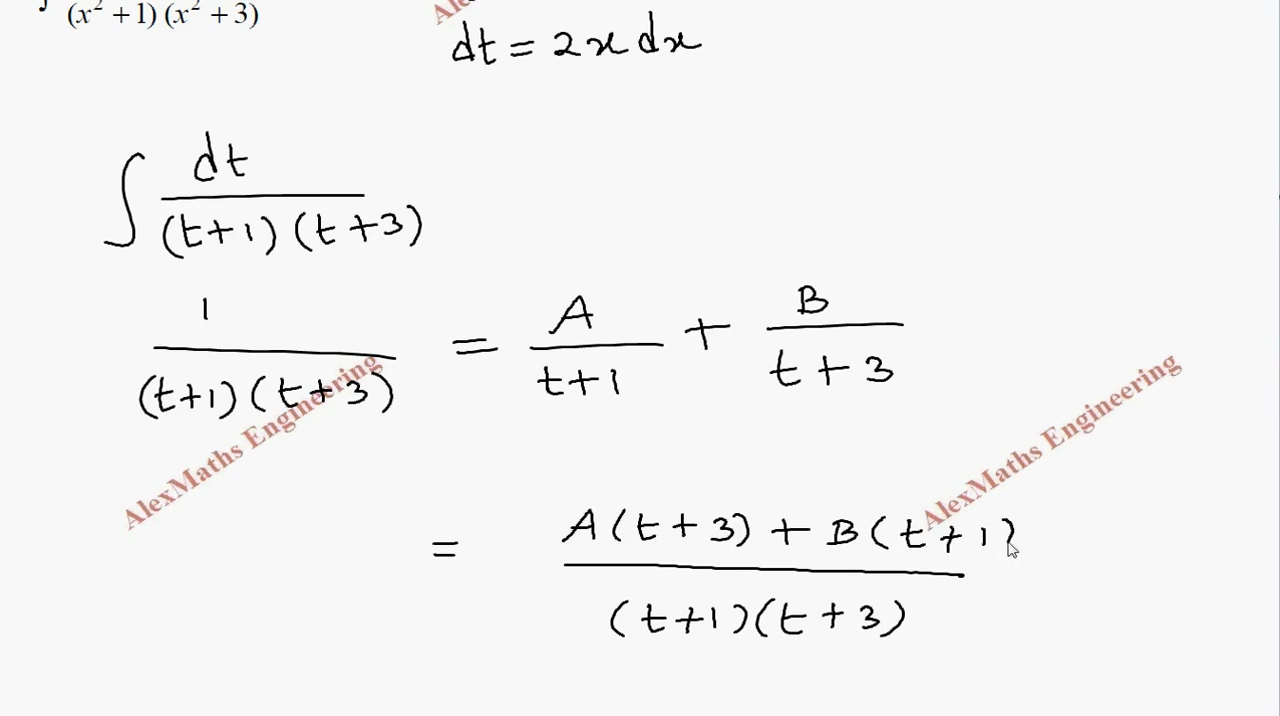 (x² + 1) (x² + 3)
dt = 2x dx
∫ dt / (t+1) (t+3)
1 / (t+1) (t+3) = A / t+1 + B / t+3
= A(t+3) + B(t+1) / (t+1)(t+3)
AlexMaths Engineering
AlexMaths Engineering